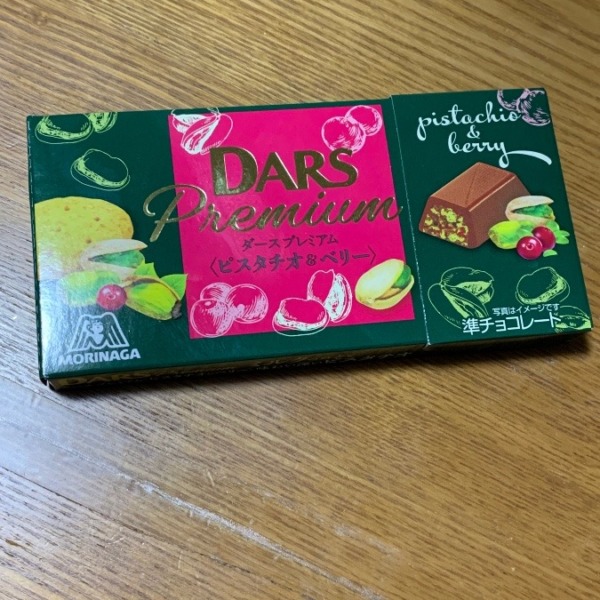 DARS
Premium
ダースプレミアム
〈ピスタチオ&ベリー〉
MORINAGA
pistachio
&
berry
写真はイメージです
準チョコレート